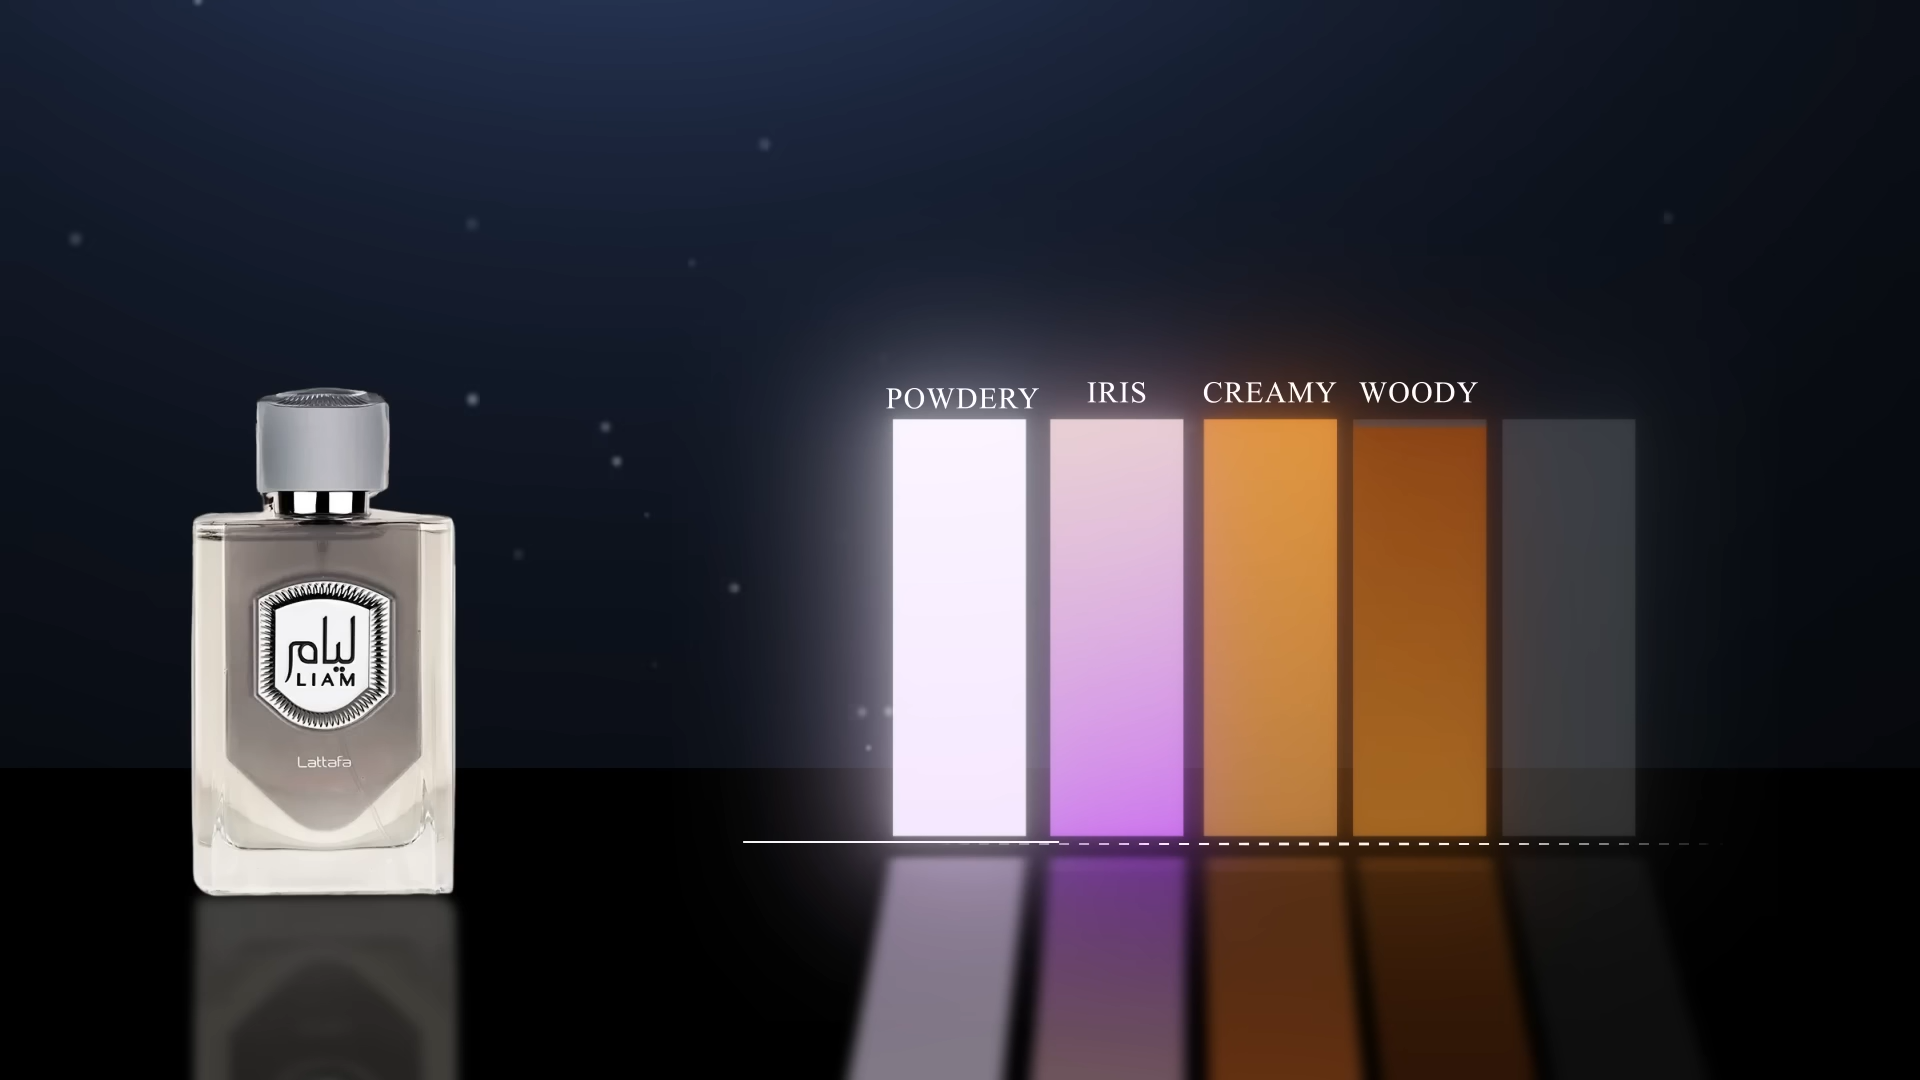 POWDERY IRIS CREAMY WOODY
ليام
LIAM
Lattafa